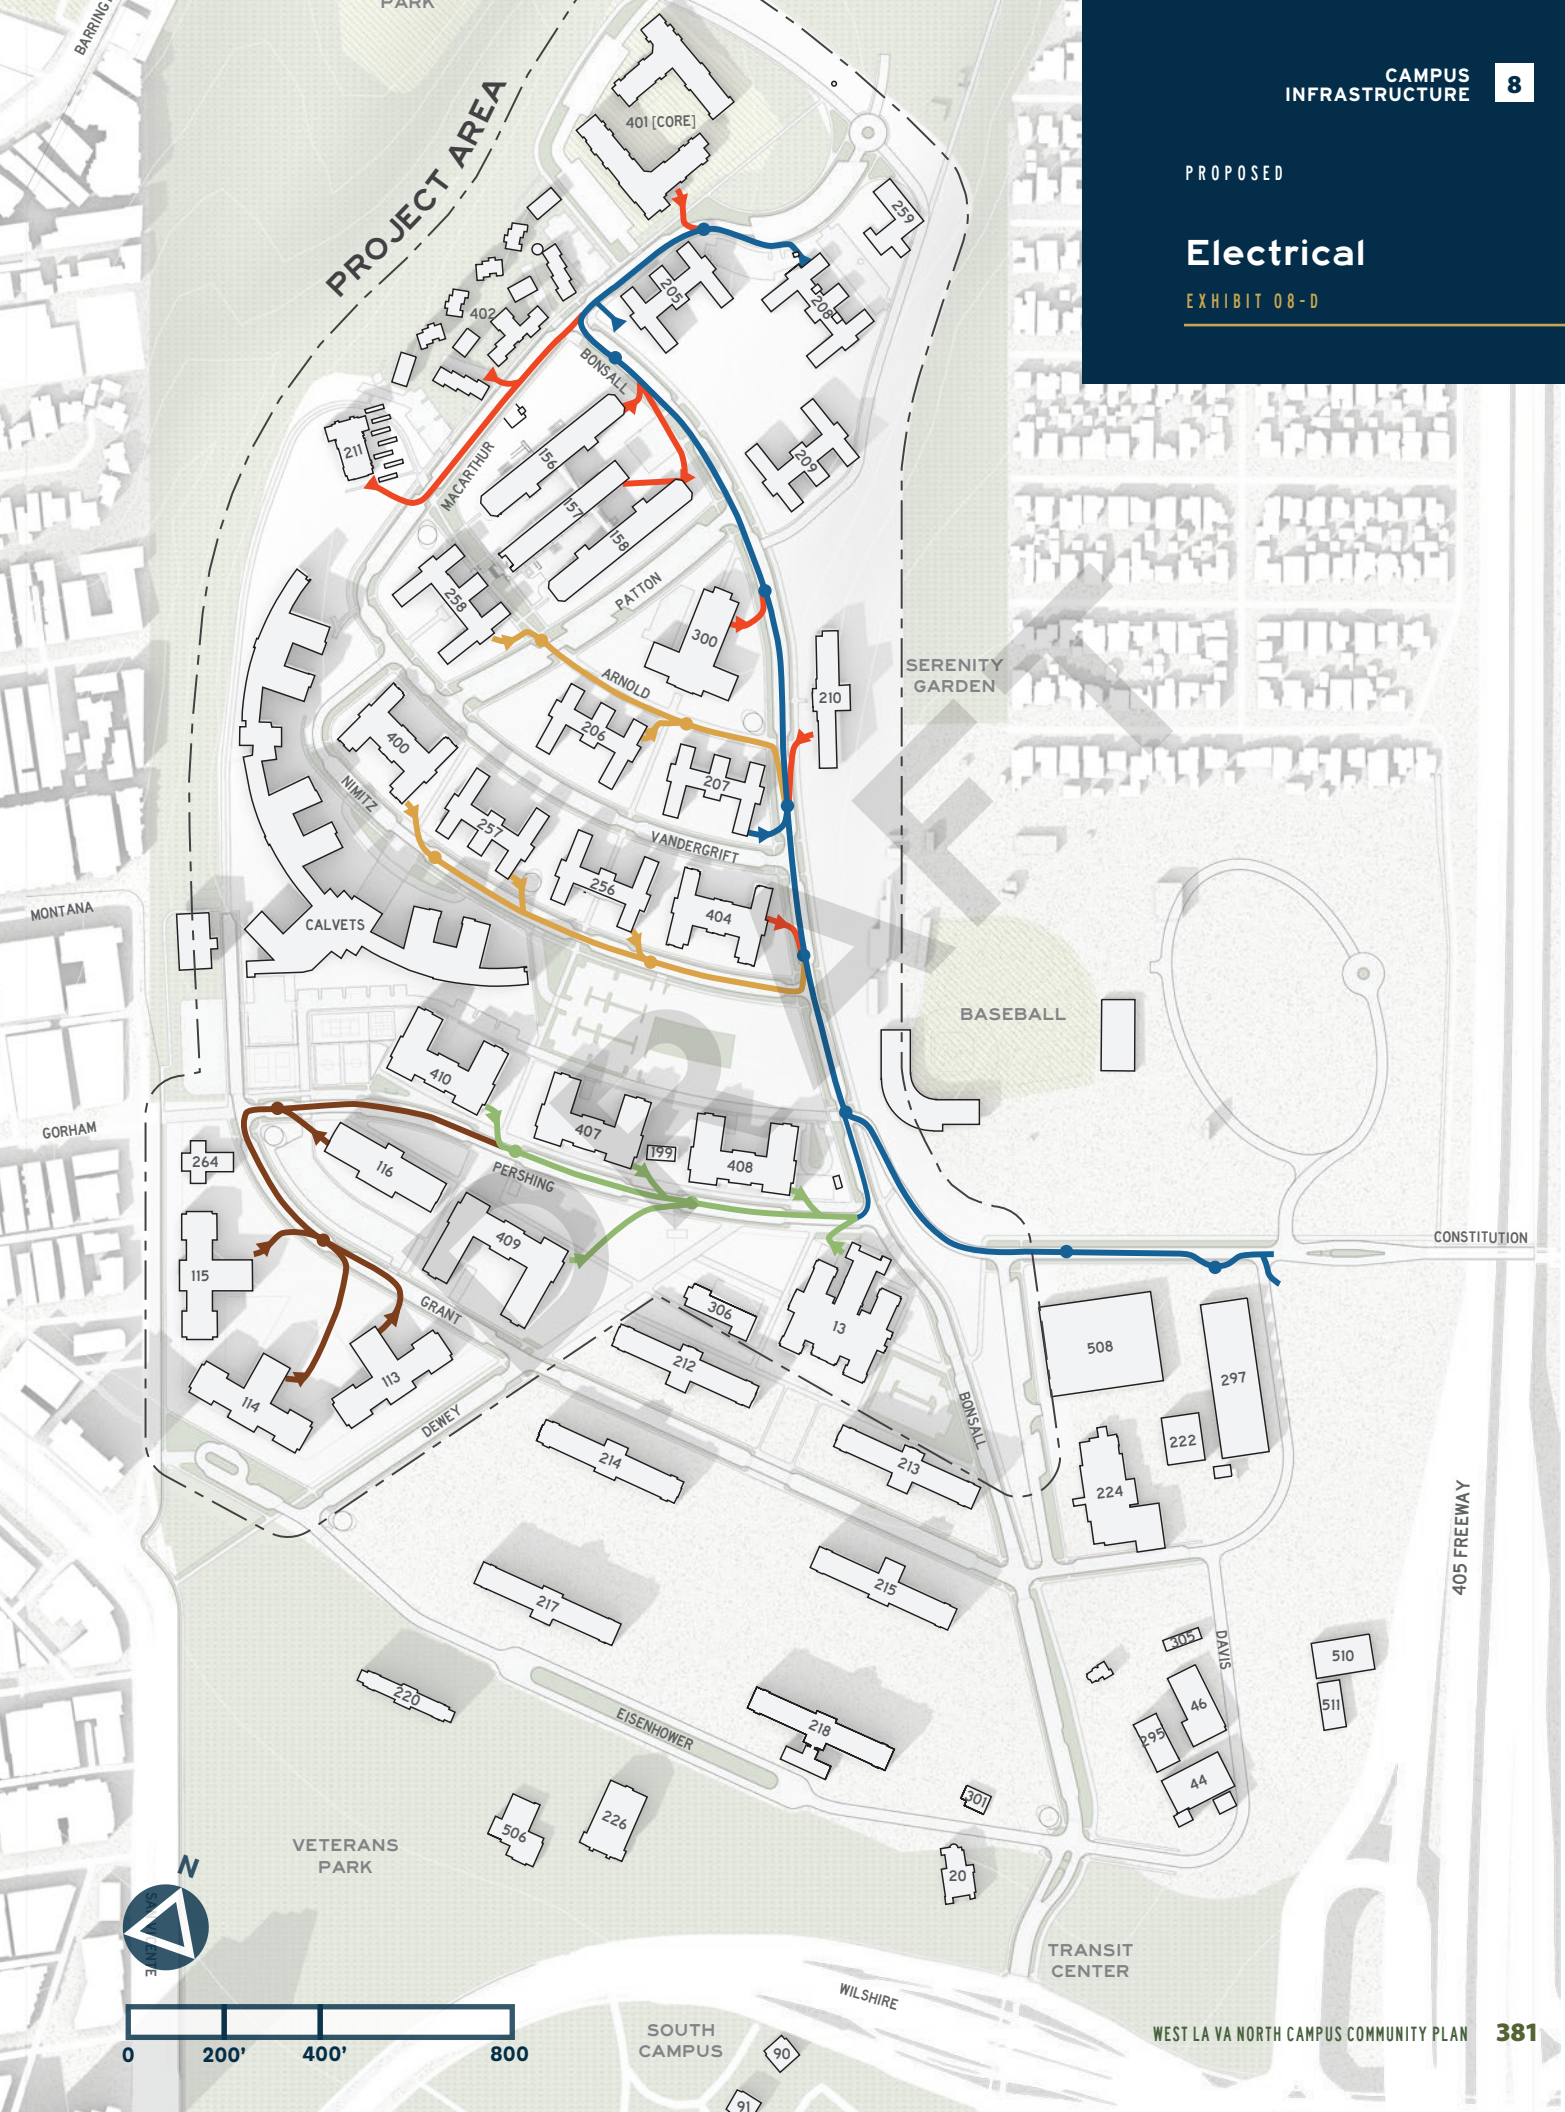 PARK
BARRING
CAMPUS
INFRASTRUCTURE
8
PROPOSED
Electrical
EXHIBIT 08-D
PROJECT AREA
401 [CORE]
259
205
208
402
BONSALL
211
MACARTHUR
156
157
158
209
258
PATTON
300
SERENITY
GARDEN
210
ARNOLD
206
400
207
NIMITZ
257
VANDERGRIFT
256
404
MONTANA
CALVETS
BASEBALL
410
407
199
408
GORHAM
264
116
PERSHING
409
115
CONSTITUTION
GRANT
306
13
212
508
297
114
113
DEWEY
BONSALL
214
213
222
224
405 FREEWAY
217
215
305
DAVIS
510
511
46
295
44
220
EISENHOWER
218
301
506
226
20
VETERANS
PARK
N
TRANSIT
CENTER
WILSHIRE
SOUTH
CAMPUS
90
91
0 200' 400' 800
WEST LA VA NORTH CAMPUS COMMUNITY PLAN 381
DRAFT